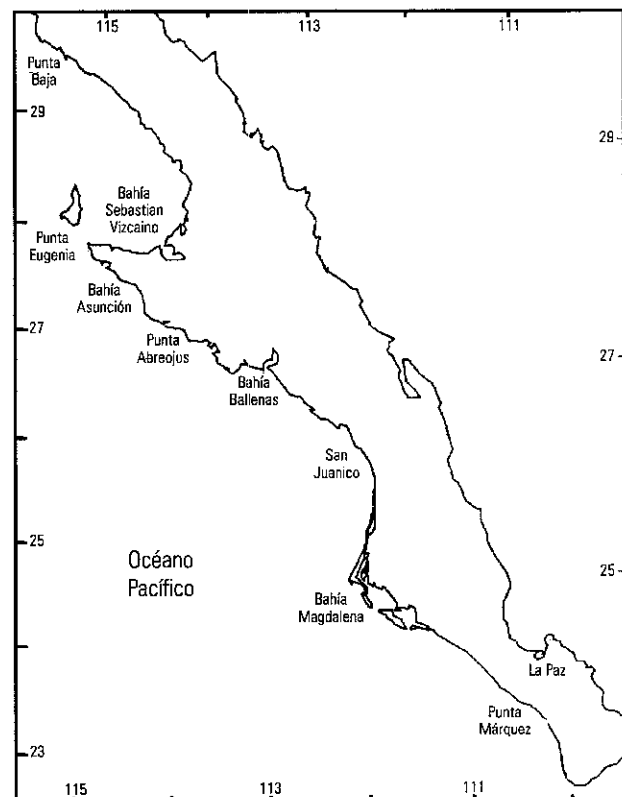 115
113
111
Punta
Baja
29
29
Bahía
Sebastian
Vizcaino
Punta
Eugenia
Bahía
Asunción
27
27
Punta
Abreojos
Bahía
Ballenas
San
Juanico
Océano
Pacífico
25
25
Bahía
Magdalena
La Paz
Punta
Márquez
23
115
113
111